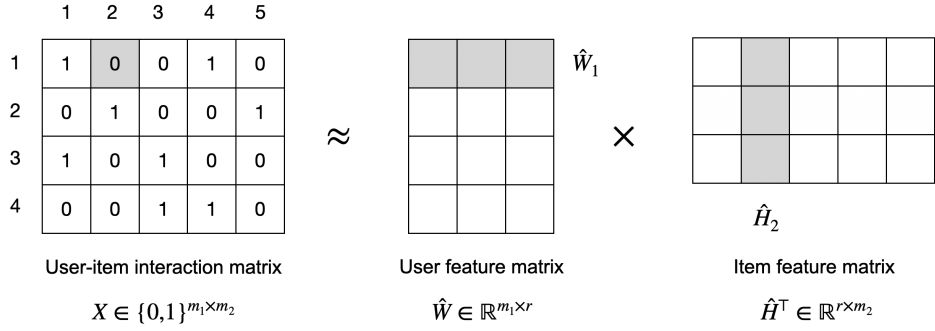 1 2 3 4 5
1 1 0 0 1 0
2 0 1 0 0 1
3 1 0 1 0 0
4 0 0 1 1 0
≈
Ŵ₁
×
Ĥ₂
User-item interaction matrix
User feature matrix
Item feature matrix
X ∈ {0,1}^{m₁×m₂}
Ŵ ∈ ℝ^{m₁×r}
Ĥ^⊤ ∈ ℝ^{r×m₂}